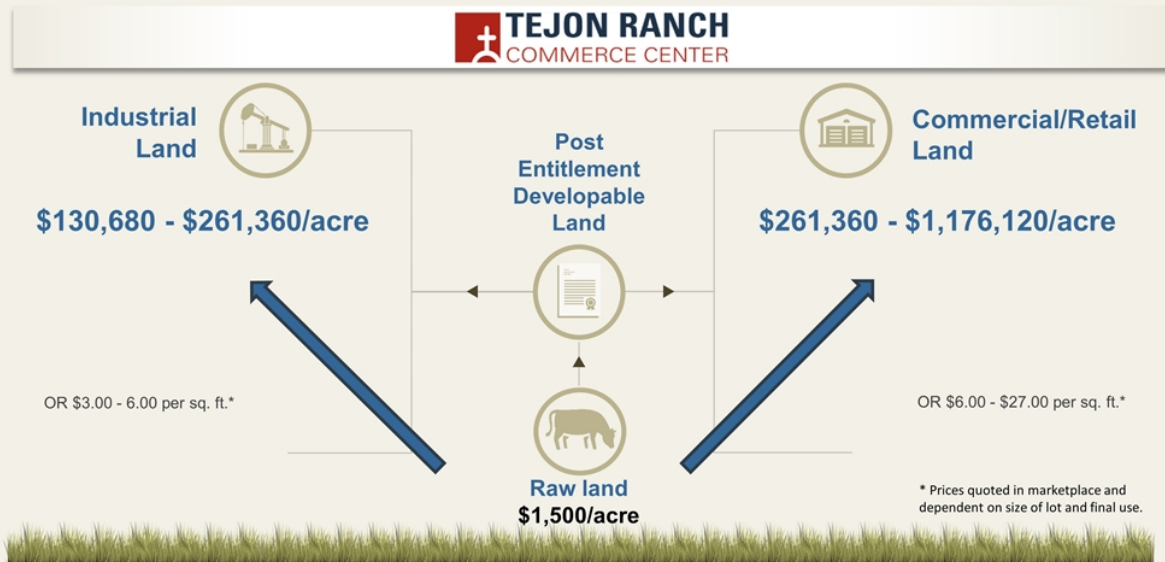 TEJON RANCH
COMMERCE CENTER
Industrial
Land
$130,680 - $261,360/acre
OR $3.00 - 6.00 per sq. ft.*
Post
Entitlement
Developable
Land
Raw land
$1,500/acre
Commercial/Retail
Land
$261,360 - $1,176,120/acre
OR $6.00 - $27.00 per sq. ft.*
* Prices quoted in marketplace and
dependent on size of lot and final use.